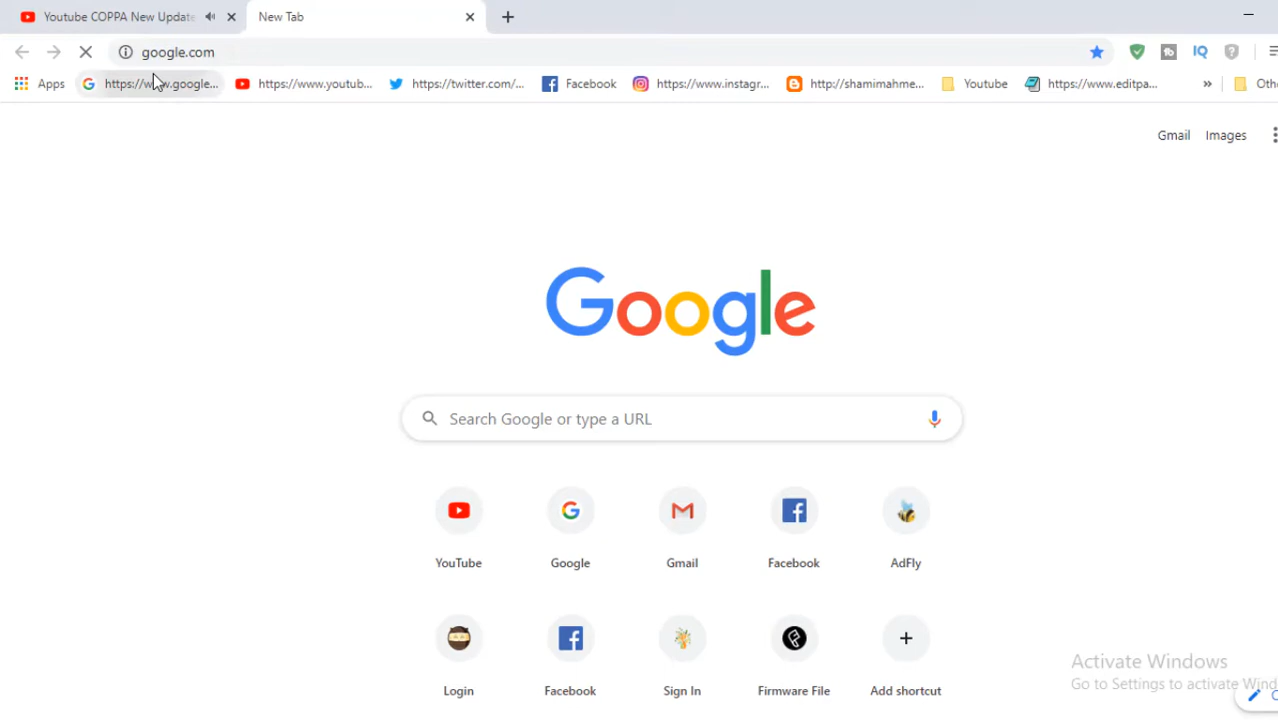 Youtube COPPA New Update
New Tab
google.com
Apps
https://www.google...
https://www.youtub...
https://twitter.com/...
Facebook
https://www.instagr...
http://shamimahme...
Youtube
https://www.editpa...
»
Gmail
Images
Google
Search Google or type a URL
YouTube
Google
Gmail
Facebook
AdFly
Login
Facebook
Sign In
Firmware File
Add shortcut
Activate Windows
Go to Settings to activate